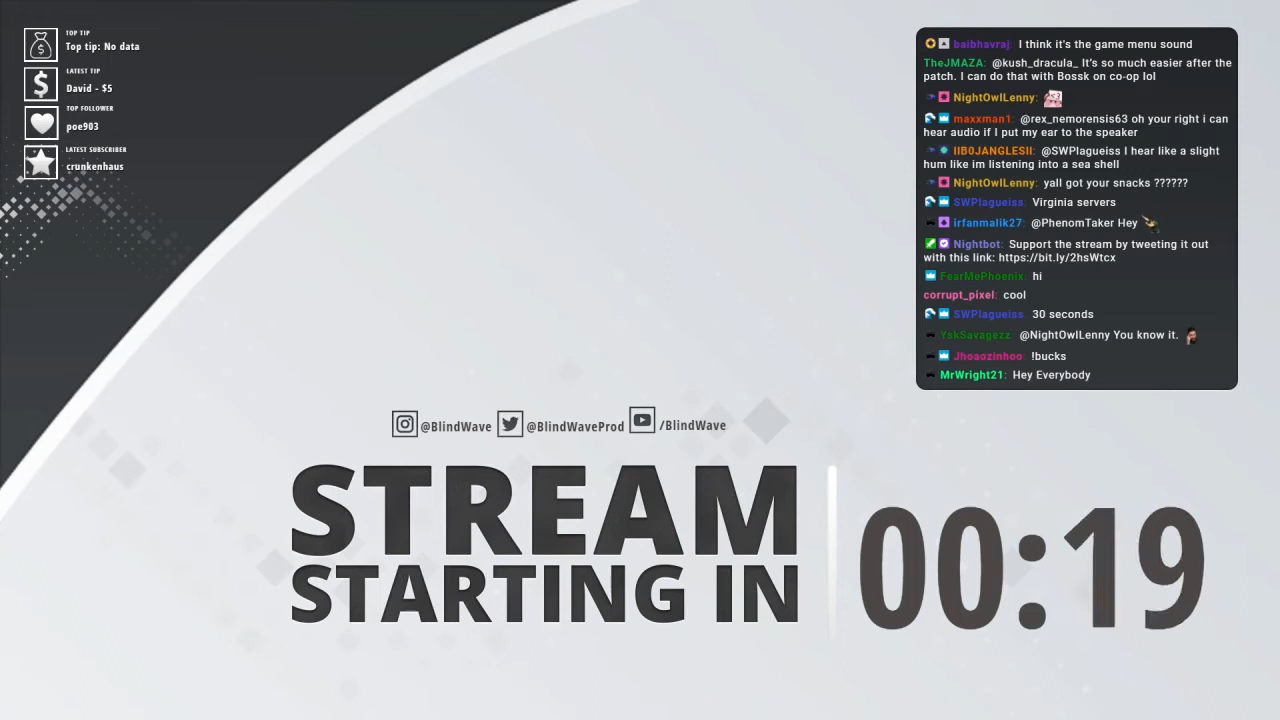 TOP TIP
Top tip: No data
LATEST TIP
David - $5
TOP FOLLOWER
poe903
LATEST SUBSCRIBER
crunkenhaus
baibhavraj: I think it's the game menu sound
TheJMAZA: @kush_dracula_ It's so much easier after the
patch. I can do that with Bossk on co-op lol
NightOwlLenny:
maxxman1: @rex_nemorensis63 oh your right i can
hear audio if I put my ear to the speaker
IIB0JANGLESII: @SWPlagueiss I hear like a slight
hum like im listening into a sea shell
NightOwlLenny: yall got your snacks ??????
SWPlagueiss: Virginia servers
irfanmalik27: @PhenomTaker Hey
Nightbot: Support the stream by tweeting it out
with this link: https://bit.ly/2hsWtcx
FearMePhoenix: hi
corrupt_pixel: cool
SWPlagueiss: 30 seconds
YskSavagezz: @NightOwlLenny You know it.
Jhoaozinhoo: !bucks
MrWright21: Hey Everybody
@BlindWave @BlindWaveProd /BlindWave
STREAM
STARTING IN
00:19